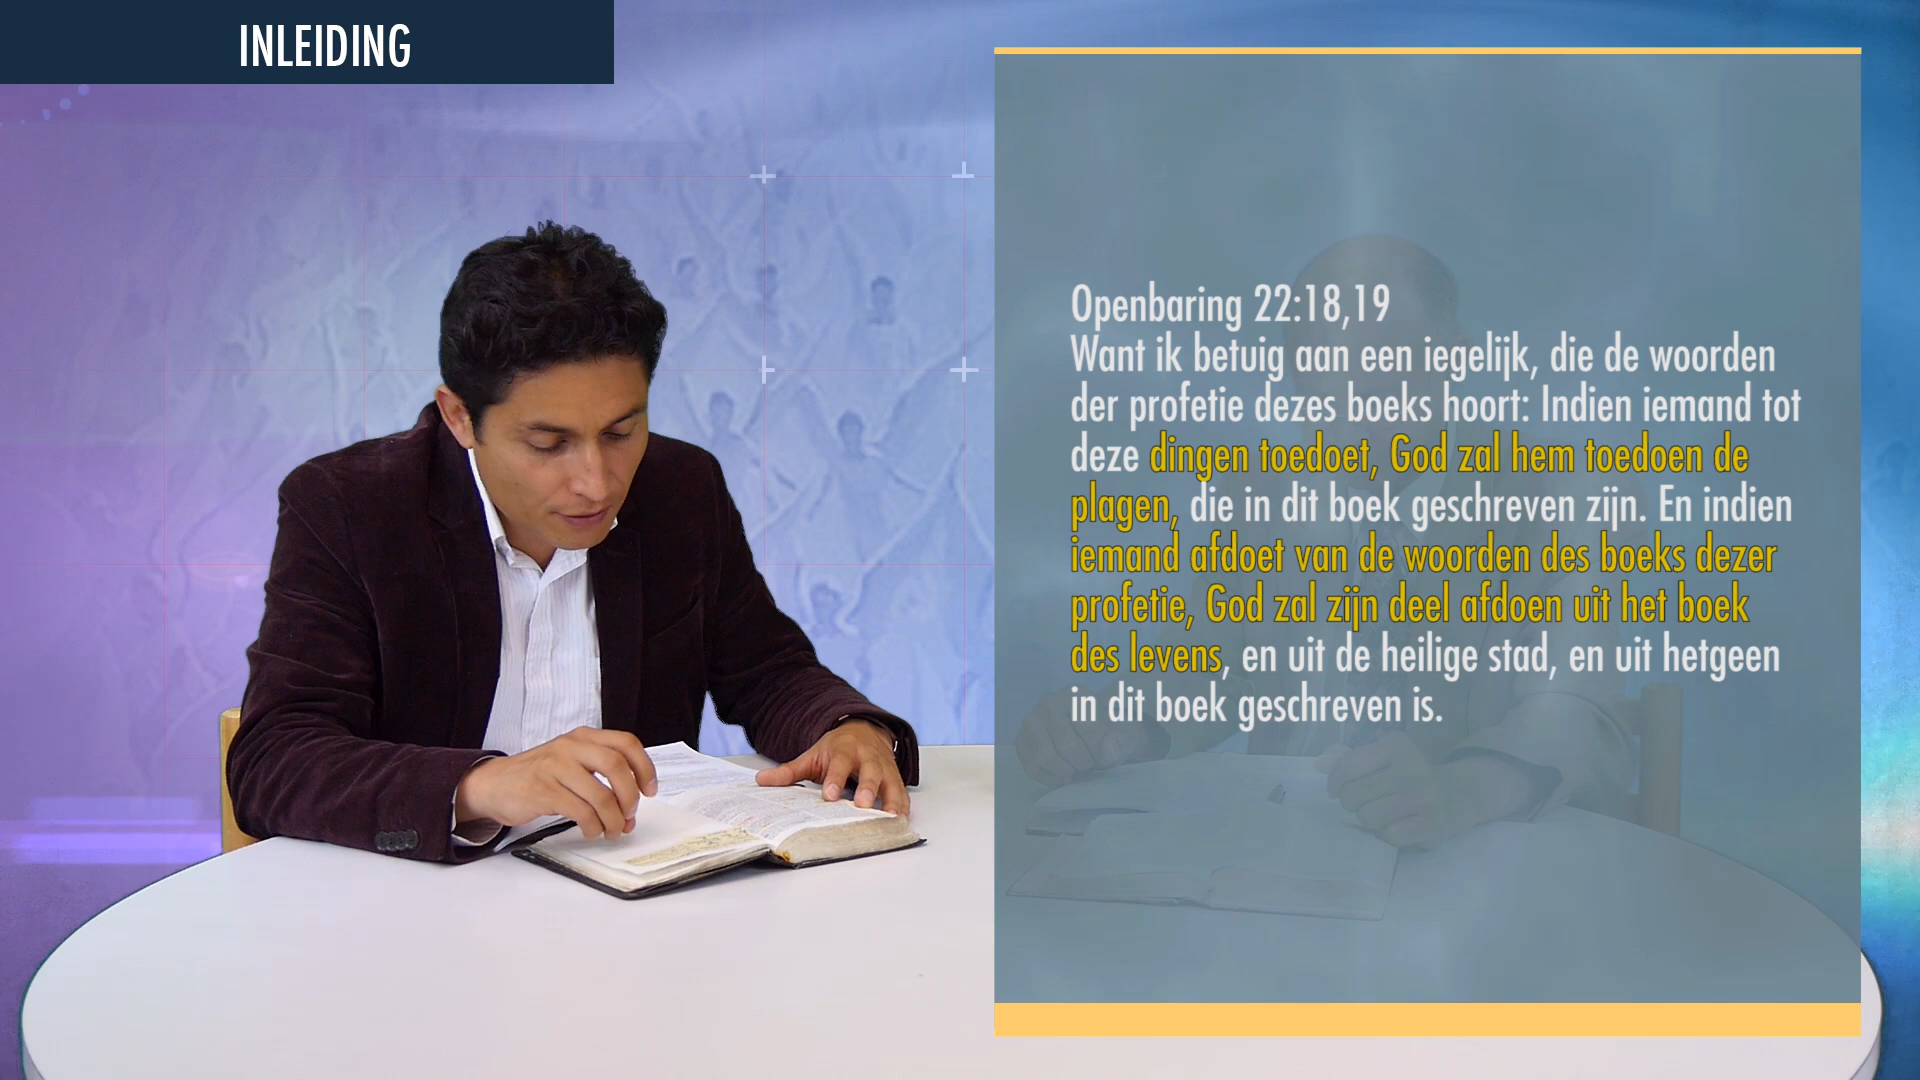 INLEIDING
Openbaring 22:18,19
Want ik betuig aan een iegelijk, die de woorden
der profetie dezes boeks hoort: Indien iemand tot
deze dingen toedoet, God zal hem toedoen de
plagen, die in dit boek geschreven zijn. En indien
iemand afdoet van de woorden des boeks dezer
profetie, God zal zijn deel afdoen uit het boek
des levens, en uit de heilige stad, en uit hetgeen
in dit boek geschreven is.